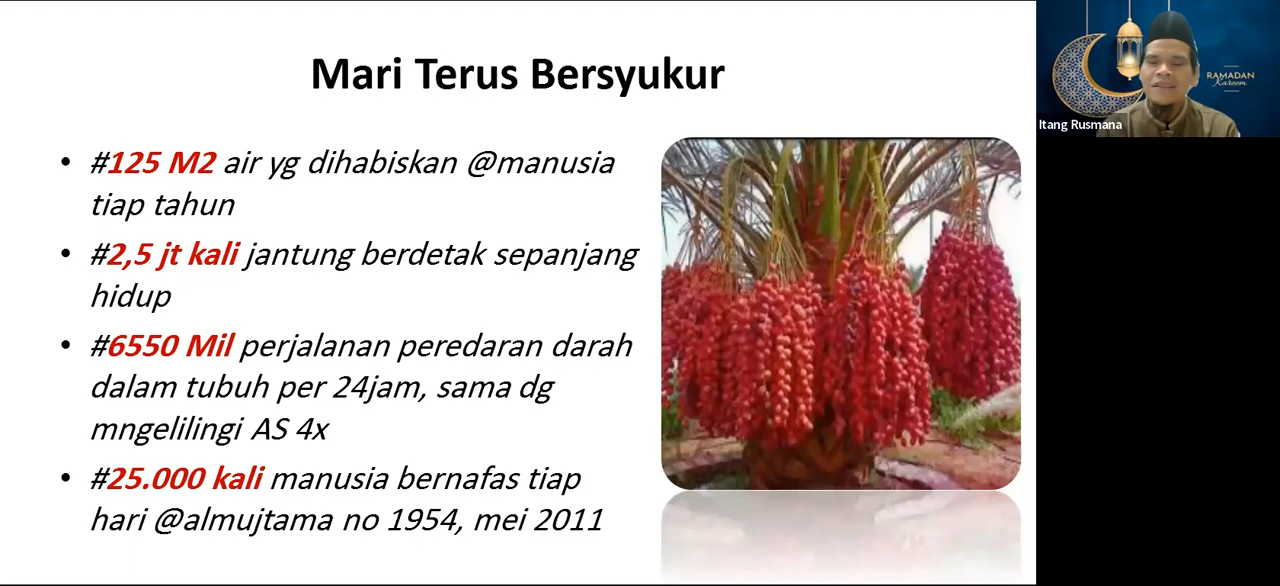 Mari Terus Bersyukur
• #125 M2 air yg dihabiskan @manusia
tiap tahun
• #2,5 jt kali jantung berdetak sepanjang
hidup
• #6550 Mil perjalanan peredaran darah
dalam tubuh per 24jam, sama dg
mngelilingi AS 4x
• #25.000 kali manusia bernafas tiap
hari @almujtama no 1954, mei 2011
RAMADAN
Kareem
Itang Rusmana